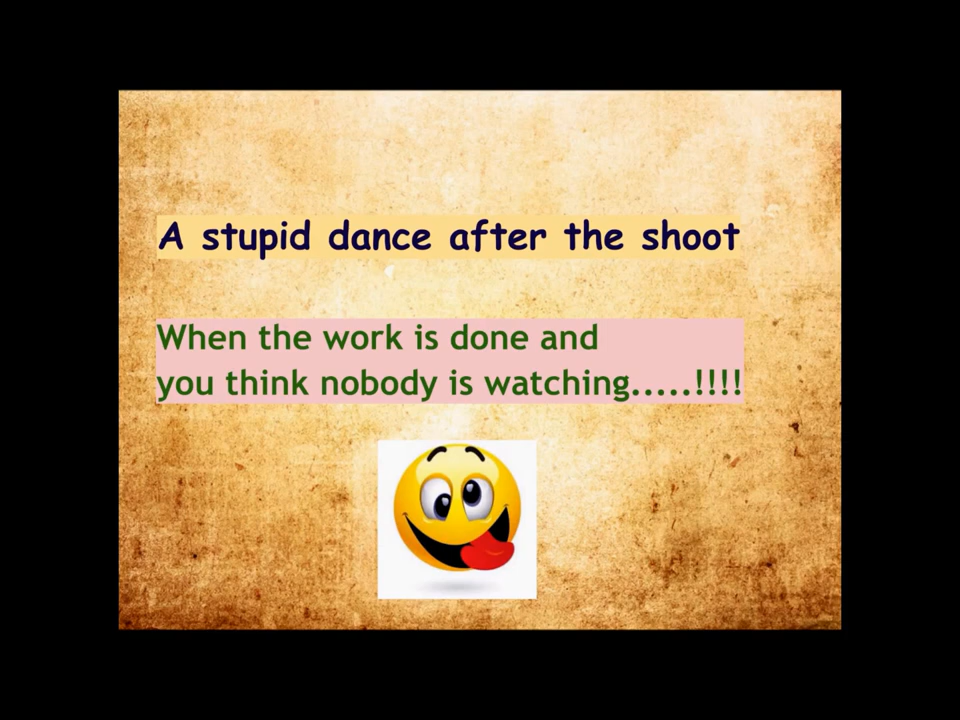 A stupid dance after the shoot
When the work is done and
you think nobody is watching.....!!!!